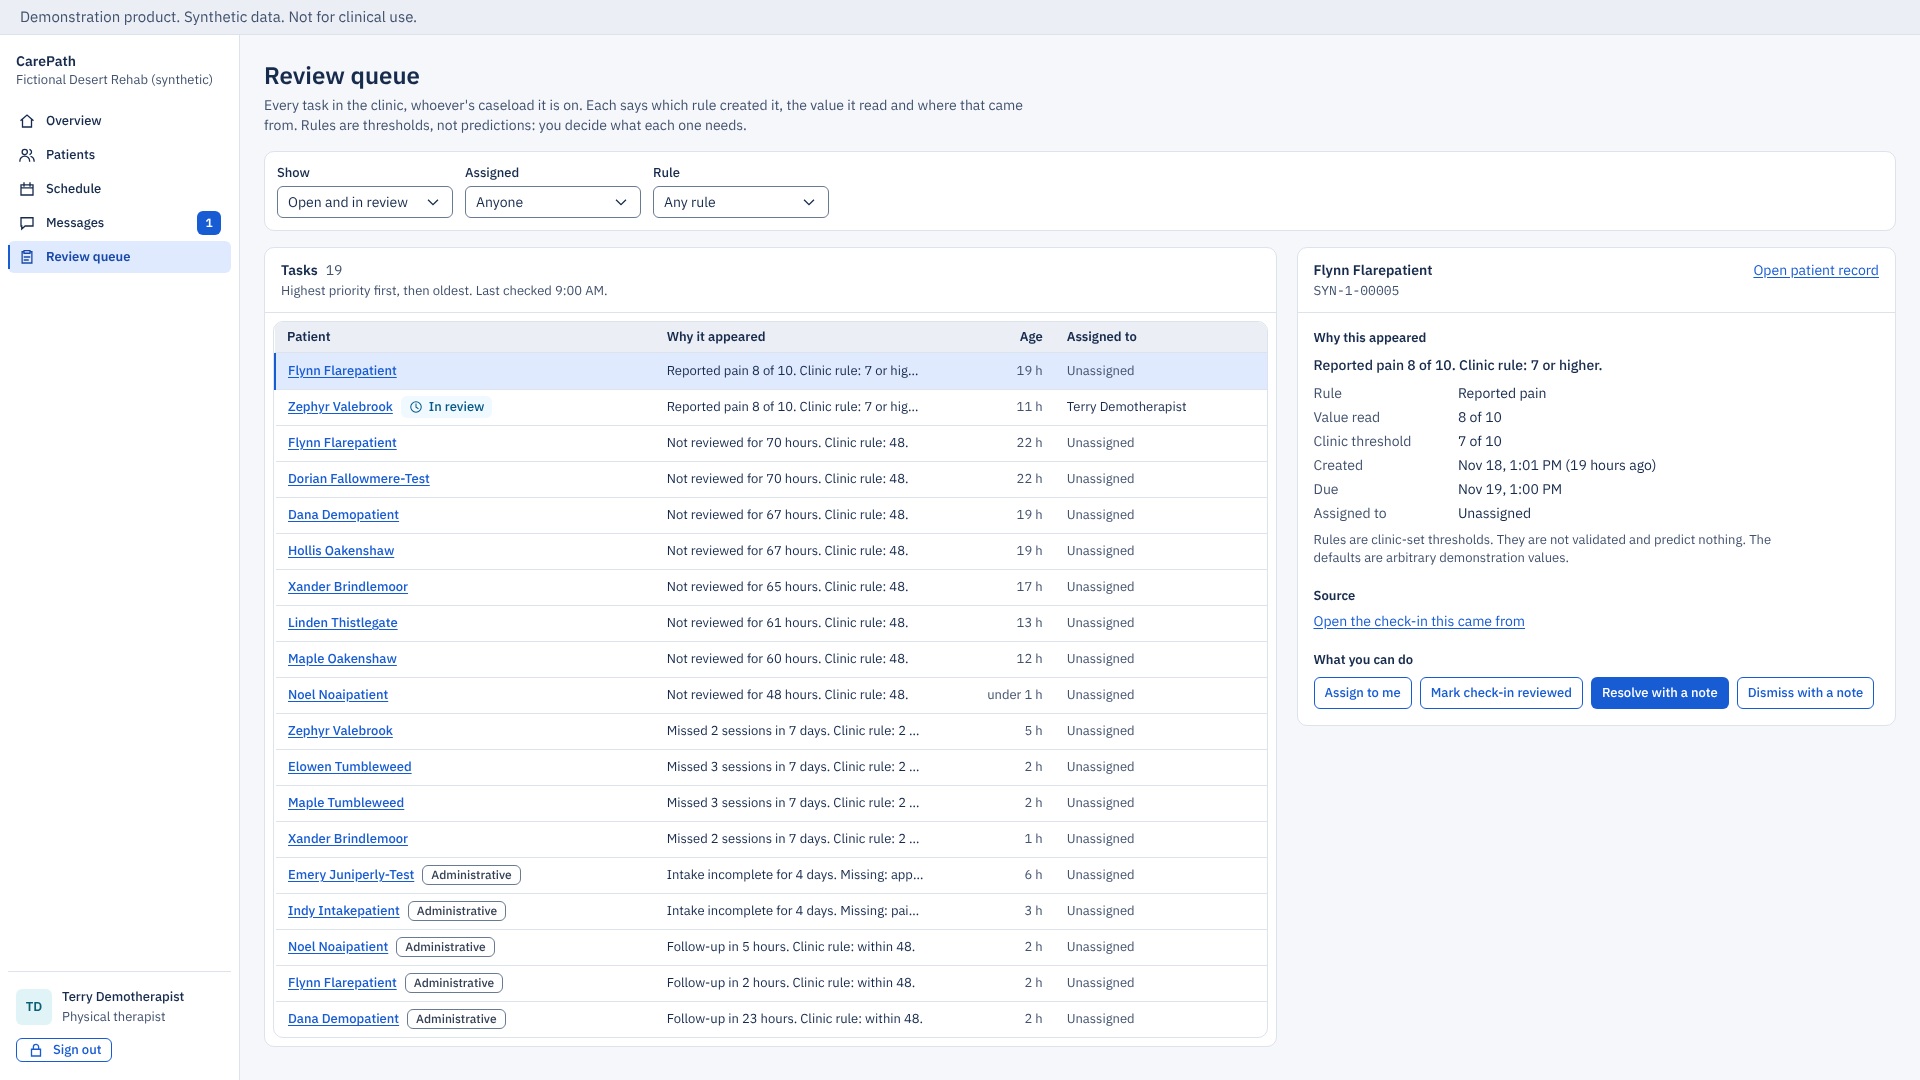 Demonstration product. Synthetic data. Not for clinical use.
CarePath
Fictional Desert Rehab (synthetic)
Overview
Patients
Schedule
Messages 1
Review queue
TD
Terry Demotherapist
Physical therapist
Sign out
Review queue
Every task in the clinic, whoever's caseload it is on. Each says which rule created it, the value it read and where that came
from. Rules are thresholds, not predictions: you decide what each one needs.
Show Assigned Rule
Open and in review Anyone Any rule
Tasks 19
Highest priority first, then oldest. Last checked 9:00 AM.
Patient Why it appeared Age Assigned to
Flynn Flarepatient Reported pain 8 of 10. Clinic rule: 7 or hig... 19 h Unassigned
Zephyr Valebrook In review Reported pain 8 of 10. Clinic rule: 7 or hig... 11 h Terry Demotherapist
Flynn Flarepatient Not reviewed for 70 hours. Clinic rule: 48. 22 h Unassigned
Dorian Fallowmere-Test Not reviewed for 70 hours. Clinic rule: 48. 22 h Unassigned
Dana Demopatient Not reviewed for 67 hours. Clinic rule: 48. 19 h Unassigned
Hollis Oakenshaw Not reviewed for 67 hours. Clinic rule: 48. 19 h Unassigned
Xander Brindlemoor Not reviewed for 65 hours. Clinic rule: 48. 17 h Unassigned
Linden Thistlegate Not reviewed for 61 hours. Clinic rule: 48. 13 h Unassigned
Maple Oakenshaw Not reviewed for 60 hours. Clinic rule: 48. 12 h Unassigned
Noel Noaipatient Not reviewed for 48 hours. Clinic rule: 48. under 1 h Unassigned
Zephyr Valebrook Missed 2 sessions in 7 days. Clinic rule: 2 ... 5 h Unassigned
Elowen Tumbleweed Missed 3 sessions in 7 days. Clinic rule: 2 ... 2 h Unassigned
Maple Tumbleweed Missed 3 sessions in 7 days. Clinic rule: 2 ... 2 h Unassigned
Xander Brindlemoor Missed 2 sessions in 7 days. Clinic rule: 2 ... 1 h Unassigned
Emery Juniperly-Test Administrative Intake incomplete for 4 days. Missing: app... 6 h Unassigned
Indy Intakepatient Administrative Intake incomplete for 4 days. Missing: pai... 3 h Unassigned
Noel Noaipatient Administrative Follow-up in 5 hours. Clinic rule: within 48. 2 h Unassigned
Flynn Flarepatient Administrative Follow-up in 2 hours. Clinic rule: within 48. 2 h Unassigned
Dana Demopatient Administrative Follow-up in 23 hours. Clinic rule: within 48. 2 h Unassigned
Flynn Flarepatient Open patient record
SYN-1-00005
Why this appeared
Reported pain 8 of 10. Clinic rule: 7 or higher.
Rule Reported pain
Value read 8 of 10
Clinic threshold 7 of 10
Created Nov 18, 1:01 PM (19 hours ago)
Due Nov 19, 1:00 PM
Assigned to Unassigned
Rules are clinic-set thresholds. They are not validated and predict nothing. The
defaults are arbitrary demonstration values.
Source
Open the check-in this came from
What you can do
Assign to me Mark check-in reviewed Resolve with a note Dismiss with a note